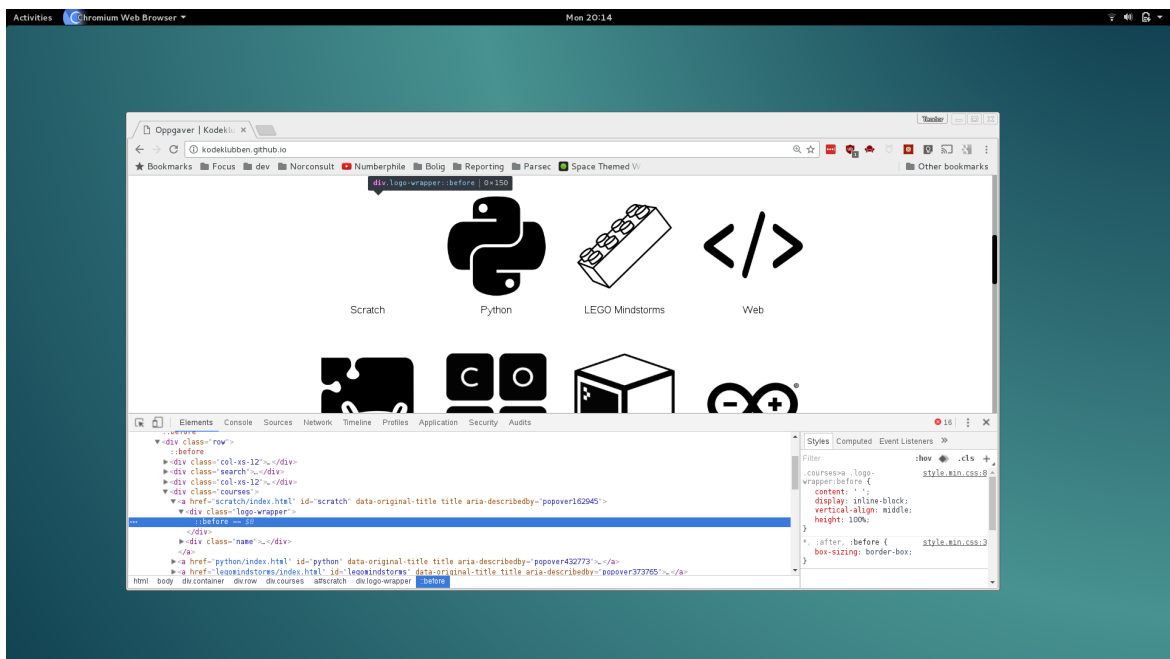 Activities Chromium Web Browser Mon 20:14
Oppgaver | Kodeklu
kodeklubben.github.io
Bookmarks Focus dev Norconsult Numberphile Bolig Reporting Parsec Space Themed W Other bookmarks
div.logo-wrapper::before | 0×150
Scratch Python LEGO Mindstorms Web
C O
Elements Console Sources Network Timeline Profiles Application Security Audits 16
::before
▼<div class="row">
::before
▶<div class="col-xs-12">…</div>
▶<div class="search">…</div>
▶<div class="col-xs-12">…</div>
▼<div class="courses">
▼<a href="scratch/index.html" id="scratch" data-original-title title aria-describedby="popover162945">
▼<div class="logo-wrapper">
::before == $0
</div>
▶<div class="name">…</div>
</a>
▶<a href="python/index.html" id="python" data-original-title title aria-describedby="popover432773">…</a>
▶<a href="legomindstorms/index.html" id="legomindstorms" data-original-title title aria-describedby="popover373765">…</a>
html body div.container div.row div.courses a#scratch div.logo-wrapper ::before
Styles Computed Event Listeners »
Filter :hov .cls +
.courses>a .logo- style.min.css:8
wrapper:before {
content: ' ';
display: inline-block;
vertical-align: middle;
height: 100%;
}
*, :after, :before { style.min.css:3
box-sizing: border-box;
}